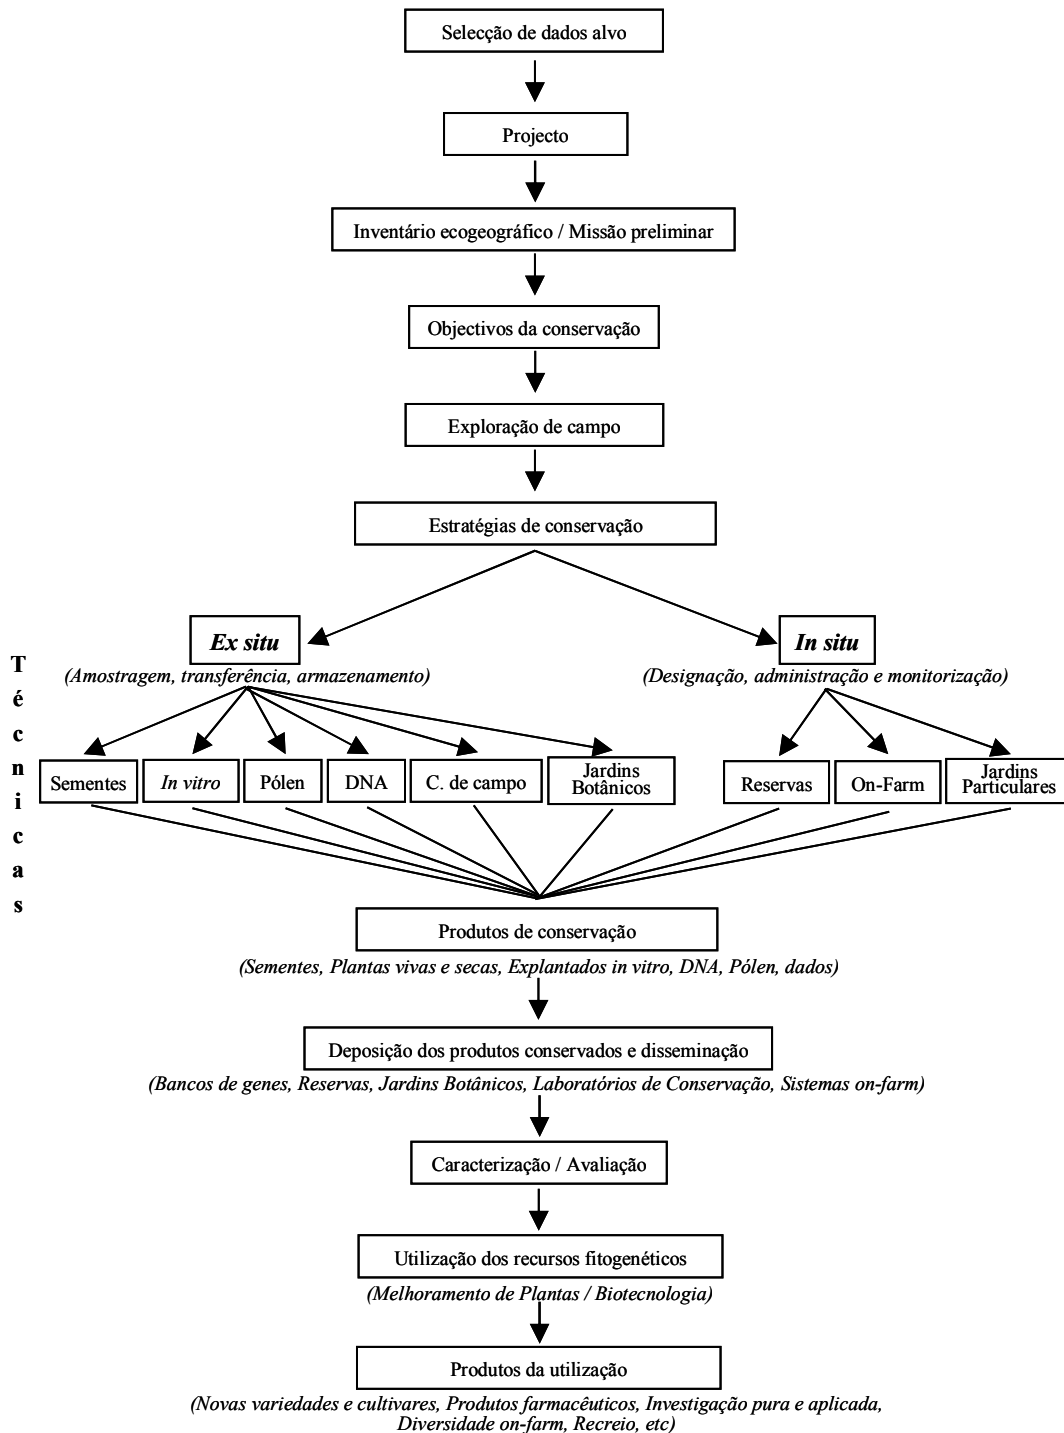 Selecção de dados alvo
Projecto
Inventário ecogeográfico / Missão preliminar
Objectivos da conservação
Exploração de campo
Estratégias de conservação
Ex situ
In situ
(Amostragem, transferência, armazenamento)
(Designação, administração e monitorização)
Técnicas
Sementes
In vitro
Pólen
DNA
C. de campo
Jardins
Botânicos
Reservas
On-Farm
Jardins
Particulares
Produtos de conservação
(Sementes, Plantas vivas e secas, Explantados in vitro, DNA, Pólen, dados)
Deposição dos produtos conservados e disseminação
(Bancos de genes, Reservas, Jardins Botânicos, Laboratórios de Conservação, Sistemas on-farm)
Caracterização / Avaliação
Utilização dos recursos fitogenéticos
(Melhoramento de Plantas / Biotecnologia)
Produtos da utilização
(Novas variedades e cultivares, Produtos farmacêuticos, Investigação pura e aplicada,
Diversidade on-farm, Recreio, etc)